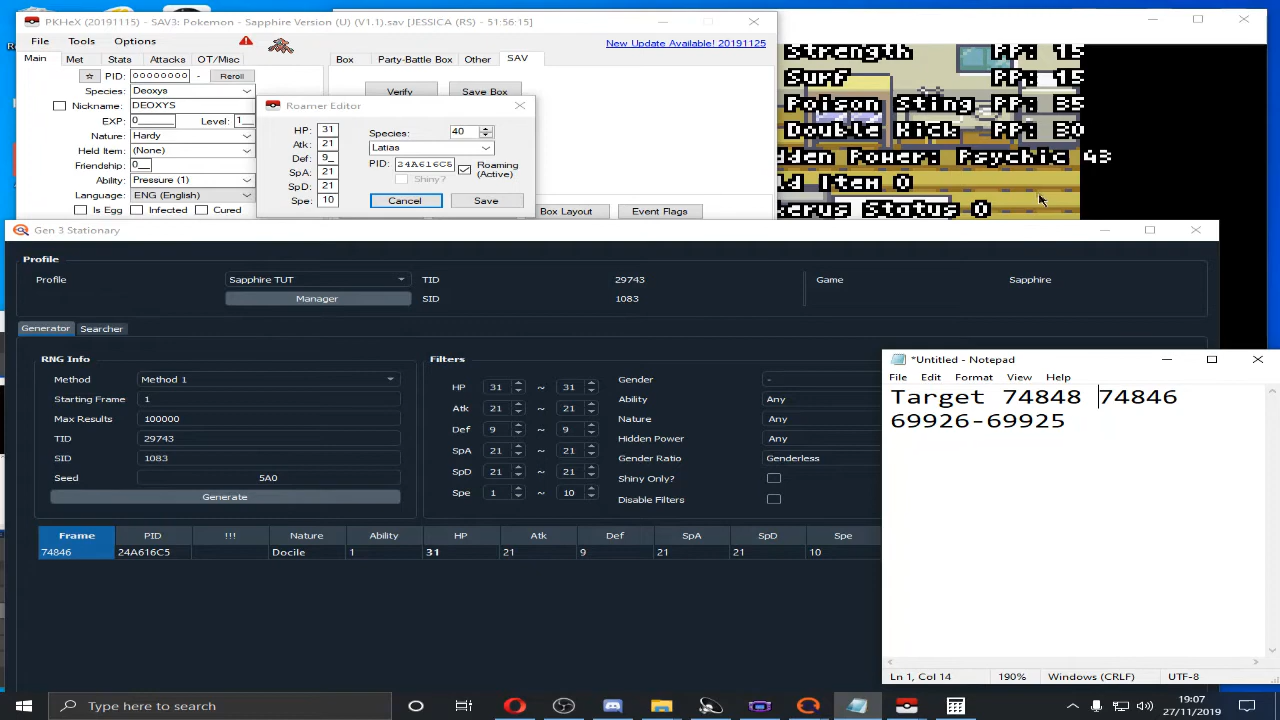 PKHeX (20191115) - SAV3: Pokemon - Sapphire Version (U) (V1.1).sav [JESSICA (RS) - 51:56:15]
File Tools Options
New Update Available! 20191125
Main Met Stats Attacks OT/Misc
Box Party-Battle Box Other SAV
PID: 00000000 - Reroll
Species: Deoxys
Nickname: DEOXYS
EXP: 0 Level: 1
Nature: Hardy
Held Item: (None)
Friendship: 0
Ability: Pressure (1)
ENG (English)
Is Egg Infected Cured
Verify Save Box
Box Layout Event Flags
Roamer Editor
HP: 31
Atk: 21
Def: 9
SpA: 21
SpD: 21
Spe: 10
Species: 40
Latias
PID: 24A616C5 Roaming (Active)
Shiny?
Cancel Save
Strength PP: 15
Surf PP: 15
Poison Sting PP: 35
Double Kick PP: 30
dden Power: Psychic 43
ld Item 0
erus Status 0
Gen 3 Stationary
Profile
Profile Sapphire TUT TID 29743 Game Sapphire
Manager SID 1083
Generator Searcher
RNG Info
Method Method 1
Starting Frame 1
Max Results 100000
TID 29743
SID 1083
Seed 5A0
Generate
Filters
HP 31 ~ 31
Atk 21 ~ 21
Def 9 ~ 9
SpA 21 ~ 21
SpD 21 ~ 21
Spe 1 ~ 10
Gender -
Ability Any
Nature Any
Hidden Power Any
Gender Ratio Genderless
Shiny Only?
Disable Filters
Frame PID !!! Nature Ability HP Atk Def SpA SpD Spe
74846 24A616C5 Docile 1 31 21 9 21 21 10
*Untitled - Notepad
File Edit Format View Help
Target 74848 74846
69926-69925
Ln 1, Col 14 190% Windows (CRLF) UTF-8
Type here to search
19:07
27/11/2019